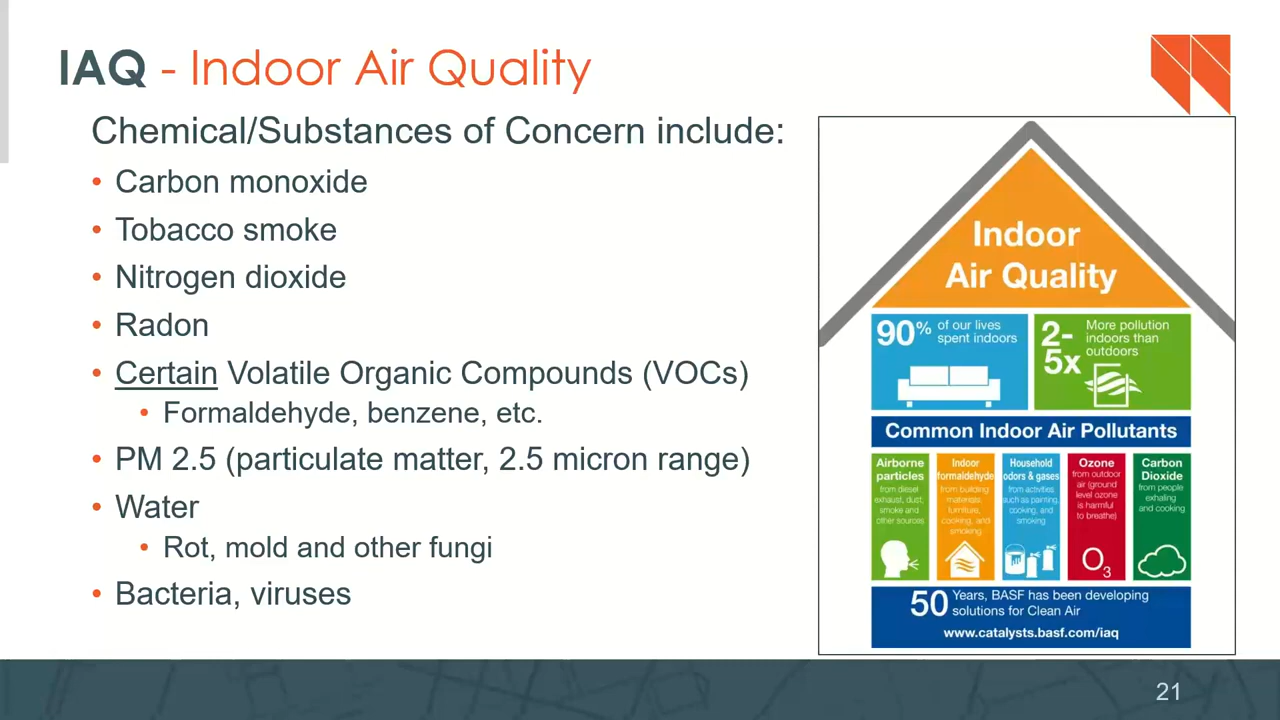 IAQ - Indoor Air Quality
Chemical/Substances of Concern include:
• Carbon monoxide
• Tobacco smoke
• Nitrogen dioxide
• Radon
• Certain Volatile Organic Compounds (VOCs)
• Formaldehyde, benzene, etc.
• PM 2.5 (particulate matter, 2.5 micron range)
• Water
• Rot, mold and other fungi
• Bacteria, viruses
Indoor
Air Quality
90% of our lives
spent indoors
2-
5x
More pollution
indoors than
outdoors
Common Indoor Air Pollutants
Airborne
particles
from diesel
exhaust, dust,
smoke and
other sources
Indoor
formaldehyde
from building
materials,
furniture,
cooking, and
smoking
Household
odors & gases
from activities
such as painting,
cooking, and
smoking
Ozone
from outdoor
air (ground
level ozone
is harmful
to breathe)
O3
Carbon
Dioxide
from people
exhaling
and cooking
50 Years, BASF has been developing
solutions for Clean Air
www.catalysts.basf.com/iaq
21